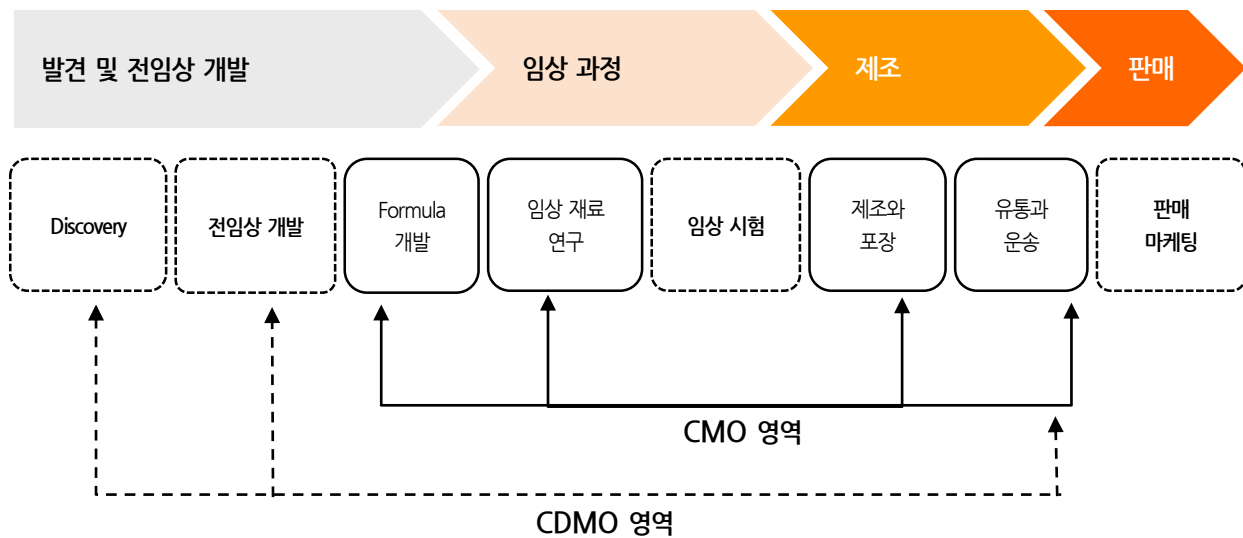 발견 및 전임상 개발
임상 과정
제조
판매
Discovery
전임상 개발
Formula
개발
임상 재료
연구
임상 시험
제조와
포장
유통과
운송
판매
마케팅
CMO 영역
CDMO 영역